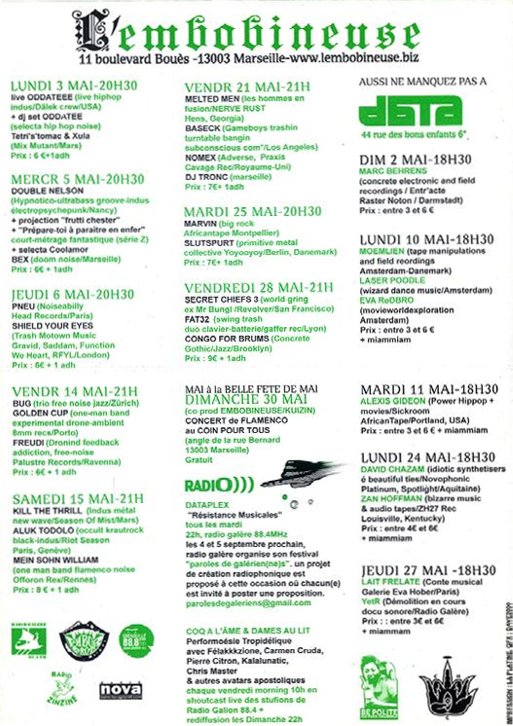 L'embobineuse
11 boulevard Bouès -13003 Marseille-www.lembobineuse.biz
LUNDI 3 MAI-20H30
live ODDATEEE (live hiphop
indus/Dälek crew/USA)
+ dj set ODDATEE
(selecta hip hop noise)
Tetri's'tomac & Xula
(Mix Mutant/Mars)
Prix : 6 €+1adh
MERCR 5 MAI-20H30
DOUBLE NELSON
(Hypnotico-ultrabass groove-indus
électropsychepunk/Nancy)
+ projection "frutti chester"
+ "Prépare-toi à paraitre en enfer"
court-métrage fantastique (série Z)
+ selecta Coolamor
BEX (doom noise/Marseille)
Prix : 6€ + 1adh
JEUDI 6 MAI-20H30
PNEU (Noiseabilly
Head Records/Paris)
SHIELD YOUR EYES
(Trash Motown Music
Gravid, Saddam, Function
We Heart, RFYL/London)
Prix : 6€ + 1 adh
VENDR 14 MAI-21H
BUG (trio free noise jazz/Zürich)
GOLDEN CUP (one-man band
experimental drone-ambient
8mm recs/Porto)
FREUDI (Dronind feedback
addiction, free-noise
Palustre Records/Ravenna)
Prix : 6€ + 1 adh
SAMEDI 15 MAI-21H
KILL THE THRILL (Indus métal
new wave/Season Of Mist/Mars)
ALUK TODOLO (occult krautrock
black-indus/Riot Season
Paris, Genève)
MEIN SOHN WILLIAM
(one man band flamenco noise
Offoron Rex/Rennes)
Prix : 8 € + 1 adh
RADIO
ZINZINE
88.8
nova
VENDR 21 MAI-21H
MELTED MEN (les hommes en
fusion/NERVE RUST
Hens, Georgia)
BASECK (Gameboys trashin
turntable bangin
subconscious com"/Los Angeles)
NOMEX (Adverse, Praxis
Cavage Rec/Royaume-Uni)
DJ TRONC (marseille)
Prix : 7€+ 1adh
MARDI 25 MAI-20H30
MARVIN (big rock
Africantape Montpellier)
SLUTSPURT (primitive metal
collective Yoyooyoy/Berlin, Danemark)
Prix : 7€+ 1adh
VENDREDI 28 MAI-21H
SECRET CHIEFS 3 (world gring
ex Mr Bungl /Revolver/San Francisco)
FAT32 (swing trash
duo clavier-batterie/gaffer rec/Lyon)
CONGO FOR BRUMS (Concrete
Gothic/Jazz/Brooklyn)
Prix : 9€ + 1adh
MAI à la BELLE FETE DE MAI
DIMANCHE 30 MAI
(co prod EMBOBINEUSE/KUIZIN)
CONCERT de FLAMENCO
au COIN POUR TOUS
(angle de la rue Bernard
13003 Marseille)
Gratuit
RADIO)))
DATAPLEX
"Résistance Musicales"
tous les mardi
22h, radio galère 88.4MHz
les 4 et 5 septembre prochain,
radio galère organise son festival
"paroles de galérien(ne)s". un projet
de création radiophonique est
proposé à cette occasion où chacun(e)
est invité à poster une proposition.
parolesdegaleriens@gmail.com
COQ A L'ÂME & DAMES AU LIT
Performoésie Tropidélique
avec Félakkkzione, Carmen Cruda,
Pierre Citron, Kalalunatic,
Chris Master
& autres avatars apostoliques
chaque vendredi morning 10h en
shoutcast live des stufions de
Radio Galion 88.4 +
rediffusion les Dimanche 22h
AUSSI NE MANQUEZ PAS A
data
44 rue des bons enfants 6°
DIM 2 MAI-18H30
MARC BEHRENS
(concrete electronic and field
recordings / Entr'acte
Raster Noton / Darmstadt)
Prix : entre 3 et 6 €
LUNDI 10 MAI-18H30
MOEMLIEN (tape manipulations
and field reordings
Amsterdam-Danemark)
LASER POODLE
(wizard dance music/Amsterdam)
EVA ReDBRO
(movieworldexploration
Amsterdam)
Prix : entre 3 et 6 €
+ miammiam
MARDI 11 MAI-18H30
ALEXIS GIDEON (Power Hippop +
movies/Sickroom
AfricanTape/Portland, USA)
Prix : entre 3 et 6 € + miammiam
LUNDI 24 MAI-18H30
DAVID CHAZAM (idiotic synthetisers
é beautiful ties/Novophonic
Platinum, Spotlight/Aquitaine)
ZAN HOFFMAN (bizarre music
& audio tapes/ZH27 Rec
Louisville, Kentucky)
Prix : entre 4€ et 6€
+ miammiam
JEUDI 27 MAI -18H30
LAIT FRELATE (Conte musical
Galerie Eva Hober/Paris)
YetR (Démolition en cours
docu sonore/Radio Galère)
Prix : : entre 3€ et 6€
+ miammiam
BE POLITE